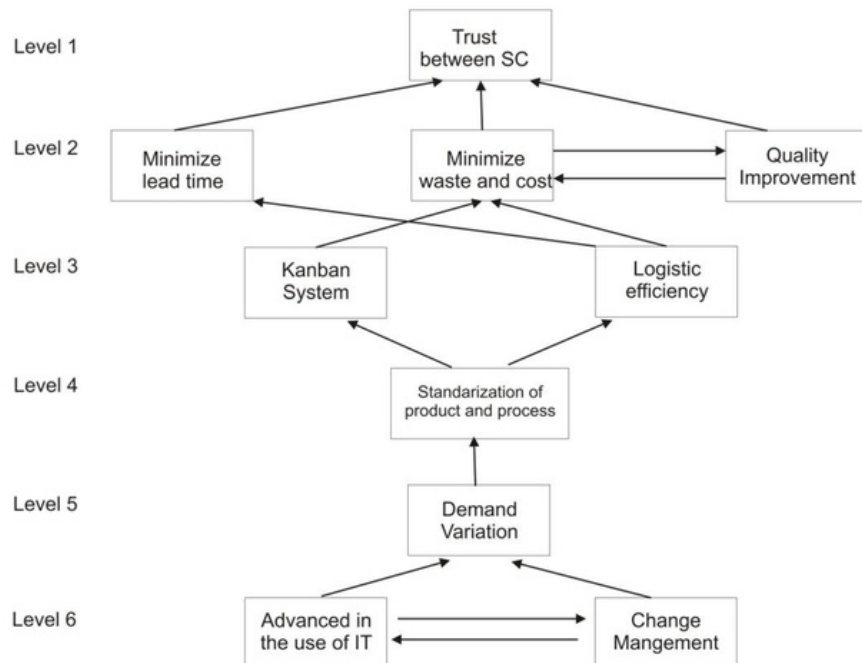 Level 1
Trust
between SC
Level 2
Minimize
lead time
Minimize
waste and cost
Quality
Improvement
Level 3
Kanban
System
Logistic
efficiency
Level 4
Standarization of
product and process
Level 5
Demand
Variation
Level 6
Advanced in
the use of IT
Change
Mangement